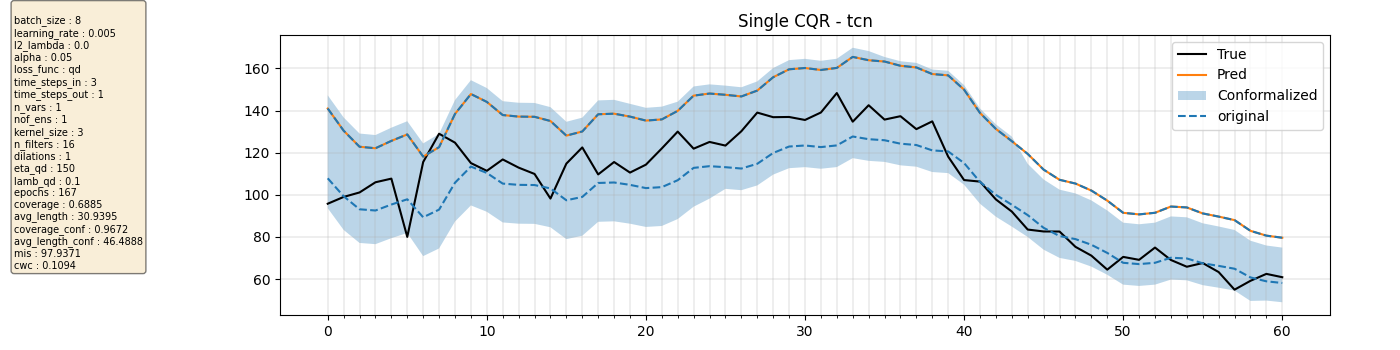 batch_size : 8
learning_rate : 0.005
l2_lambda : 0.0
alpha : 0.05
loss_func : qd
time_steps_in : 3
time_steps_out : 1
n_vars : 1
nof_ens : 1
kernel_size : 3
n_filters : 16
dilations : 1
eta_qd : 150
lamb_qd : 0.1
epochs : 167
coverage : 0.6885
avg_length : 30.9395
coverage_conf : 0.9672
avg_length_conf : 46.4888
mis : 97.9371
cwc : 0.1094
Single CQR - tcn
True
Pred
Conformalized
original
160
140
120
100
80
60
0 10 20 30 40 50 60